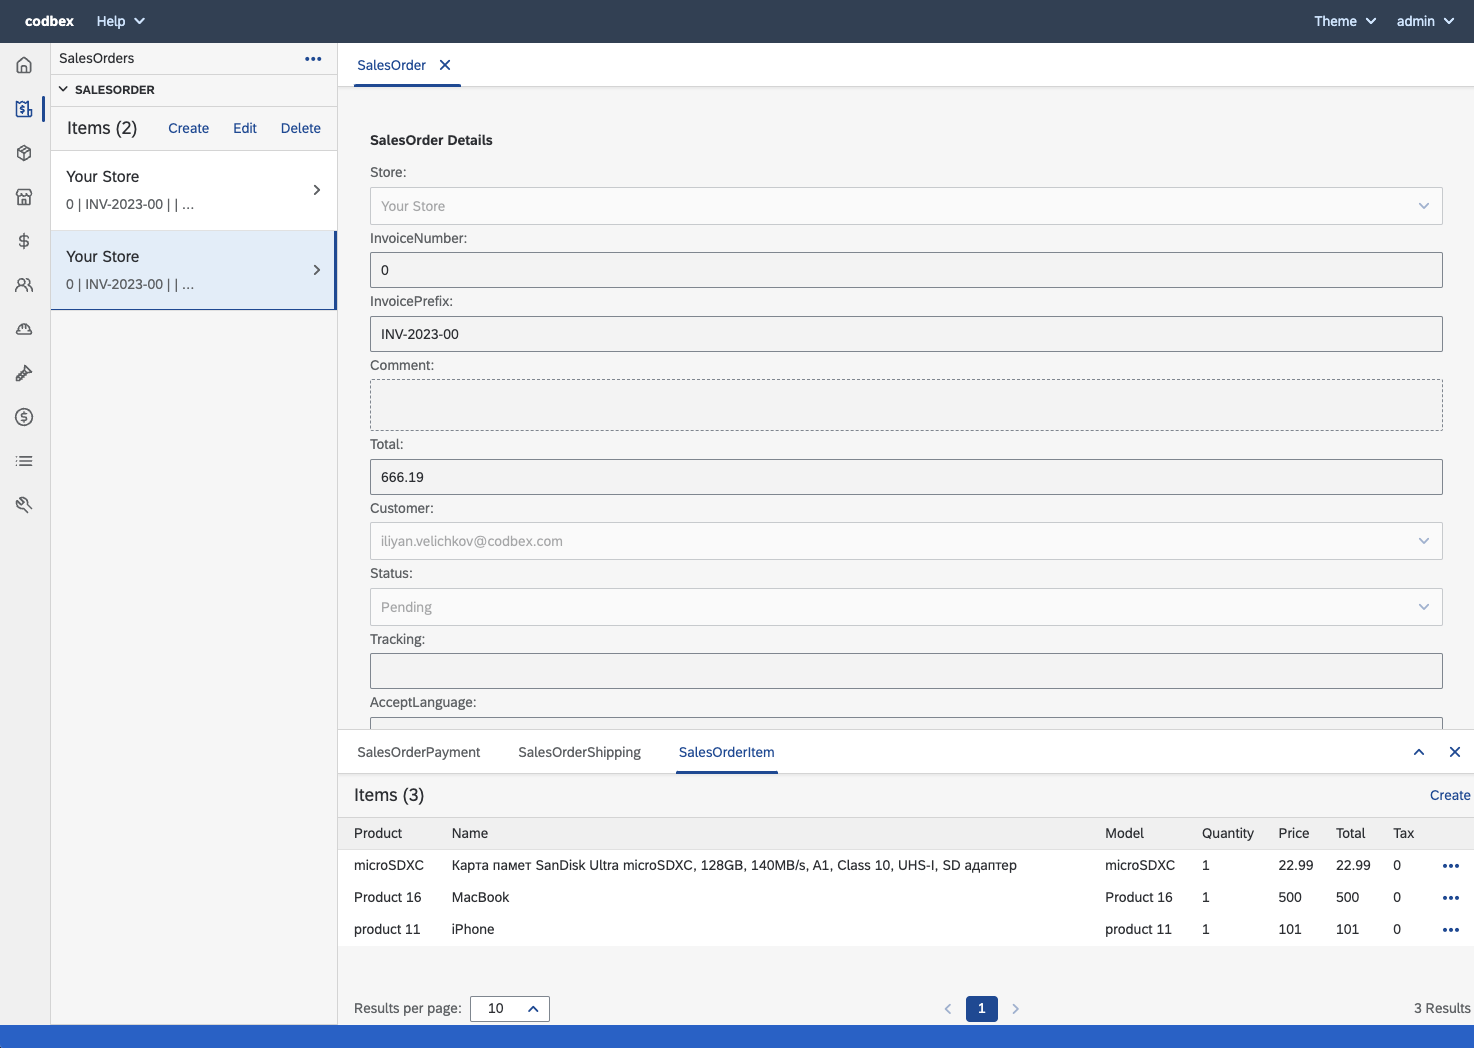 codbex Help Theme admin
SalesOrders
SALESORDER
Items (2) Create Edit Delete
Your Store
0 | INV-2023-00 | | ...
Your Store
0 | INV-2023-00 | | ...
SalesOrder
SalesOrder Details
Store:
Your Store
InvoiceNumber:
0
InvoicePrefix:
INV-2023-00
Comment:
Total:
666.19
Customer:
iliyan.velichkov@codbex.com
Status:
Pending
Tracking:
AcceptLanguage:
SalesOrderPayment SalesOrderShipping SalesOrderItem
Items (3) Create
Product Name Model Quantity Price Total Tax
microSDXC Карта памет SanDisk Ultra microSDXC, 128GB, 140MB/s, A1, Class 10, UHS-I, SD адаптер microSDXC 1 22.99 22.99 0
Product 16 MacBook Product 16 1 500 500 0
product 11 iPhone product 11 1 101 101 0
Results per page: 10 1 3 Results